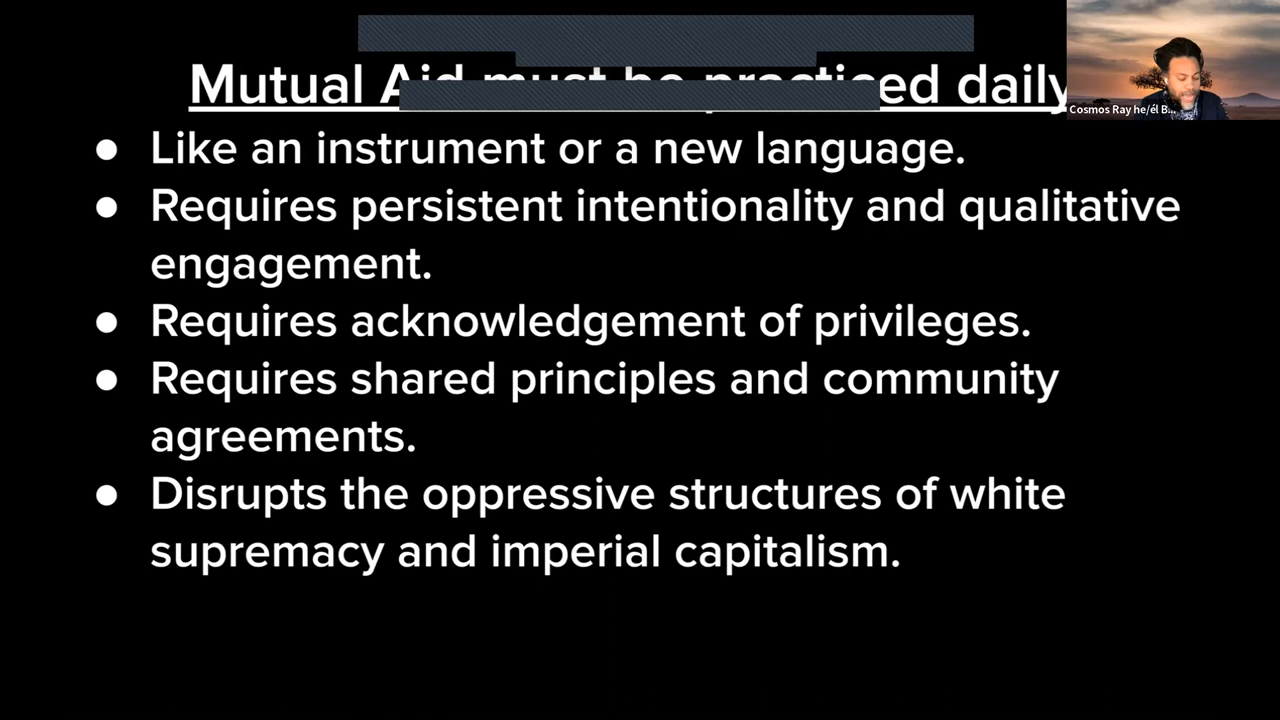 Mutual Aid must be practised daily
Cosmos Ray he/él B...
● Like an instrument or a new language.
● Requires persistent intentionality and qualitative
engagement.
● Requires acknowledgement of privileges.
● Requires shared principles and community
agreements.
● Disrupts the oppressive structures of white
supremacy and imperial capitalism.